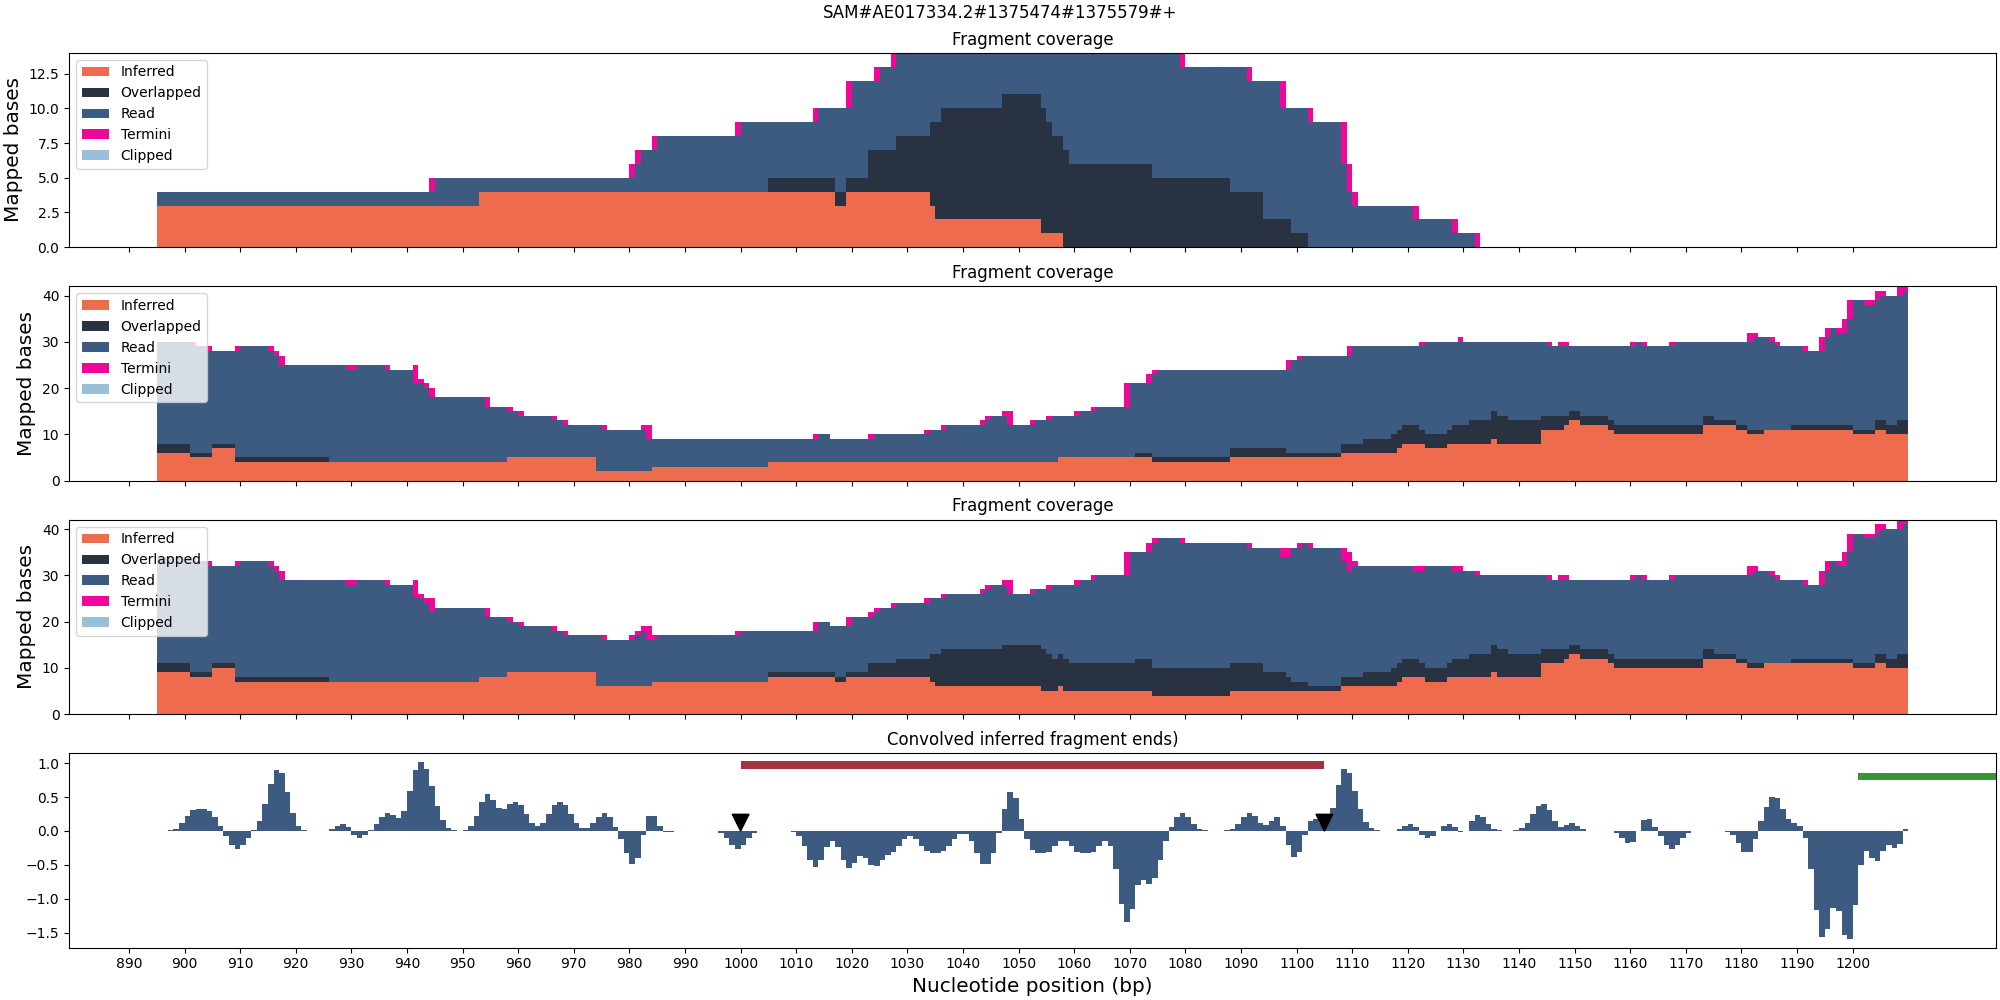 SAM#AE017334.2#1375474#1375579#+
Fragment coverage
Mapped bases
12.5
10.0
7.5
5.0
2.5
0.0
Inferred
Overlapped
Read
Termini
Clipped
Fragment coverage
Mapped bases
40
30
20
10
0
Inferred
Overlapped
Read
Termini
Clipped
Fragment coverage
Mapped bases
40
30
20
10
0
Inferred
Overlapped
Read
Termini
Clipped
Convolved inferred fragment ends)
1.0
0.5
0.0
−0.5
−1.0
−1.5
890 900 910 920 930 940 950 960 970 980 990 1000 1010 1020 1030 1040 1050 1060 1070 1080 1090 1100 1110 1120 1130 1140 1150 1160 1170 1180 1190 1200
Nucleotide position (bp)